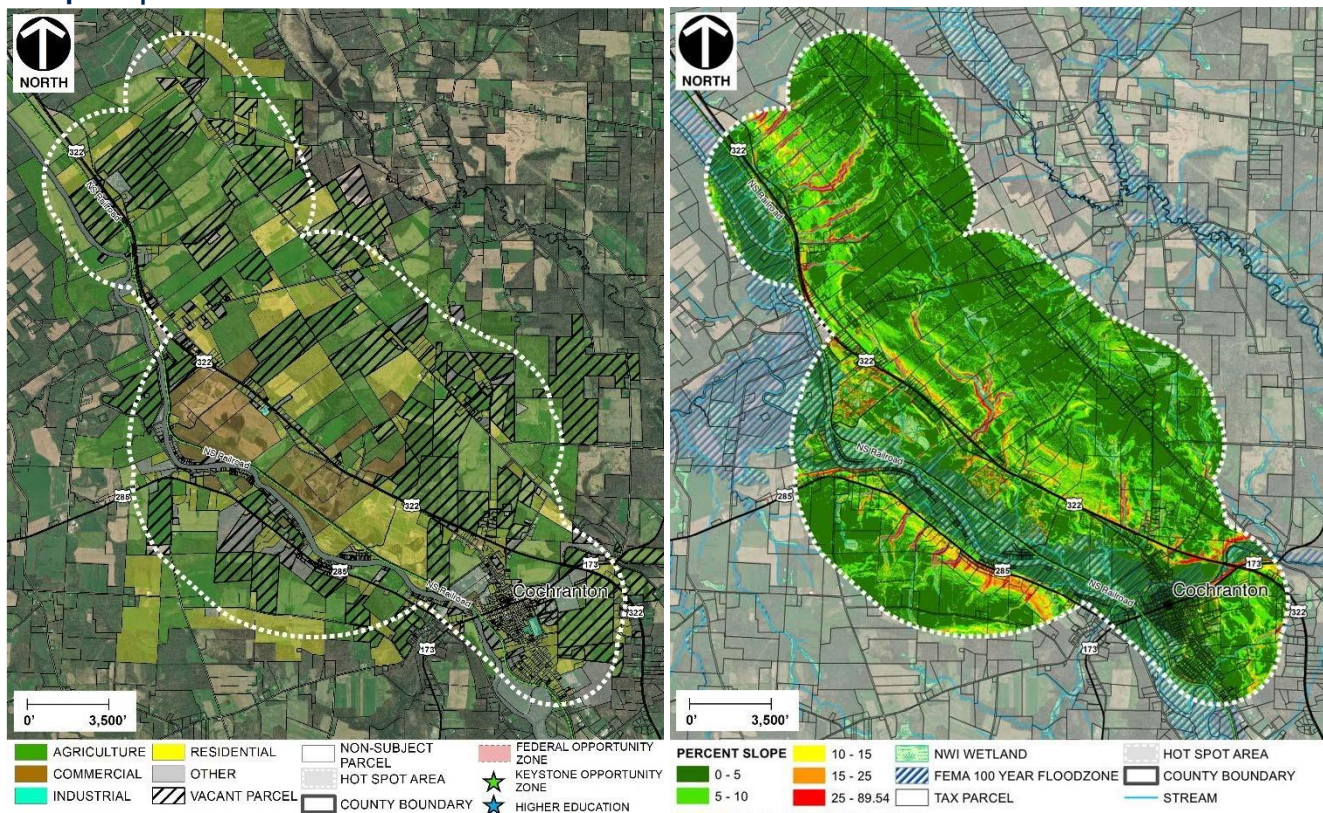 NORTH
322
NS Railroad
322
NS Railroad
285
322
285
NS Railroad
173
Cochranton
322
173
0' 3,500'
AGRICULTURE
COMMERCIAL
INDUSTRIAL
RESIDENTIAL
OTHER
VACANT PARCEL
NON-SUBJECT
PARCEL
HOT SPOT AREA
COUNTY BOUNDARY
FEDERAL OPPORTUNITY
ZONE
KEYSTONE OPPORTUNITY
ZONE
HIGHER EDUCATION
NORTH
322
NS Railroad
322
NS Railroad
285
322
285
NS Railroad
173
Cochranton
322
173
0' 3,500'
PERCENT SLOPE
0 - 5
5 - 10
10 - 15
15 - 25
25 - 89.54
NWI WETLAND
FEMA 100 YEAR FLOODZONE
TAX PARCEL
HOT SPOT AREA
COUNTY BOUNDARY
STREAM